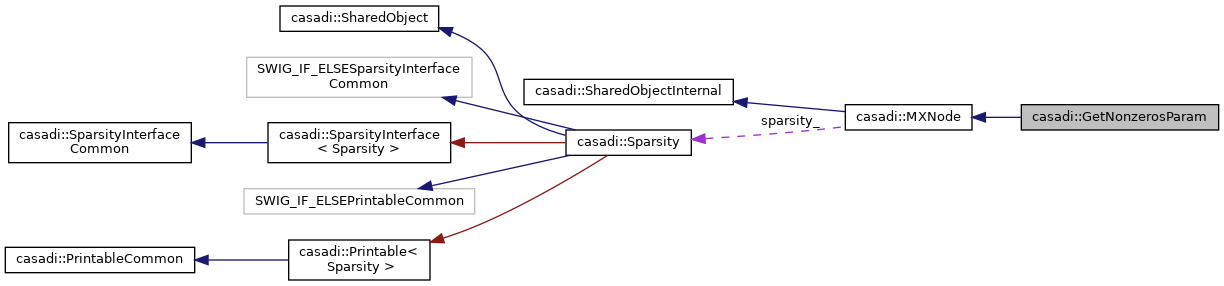 casadi::SharedObject
SWIG_IF_ELSESparsityInterface
Common
casadi::SharedObjectInternal
casadi::SparsityInterface
Common
casadi::SparsityInterface
< Sparsity >
casadi::Sparsity
sparsity_
casadi::MXNode
casadi::GetNonzerosParam
SWIG_IF_ELSEPrintableCommon
casadi::PrintableCommon
casadi::Printable<
Sparsity >